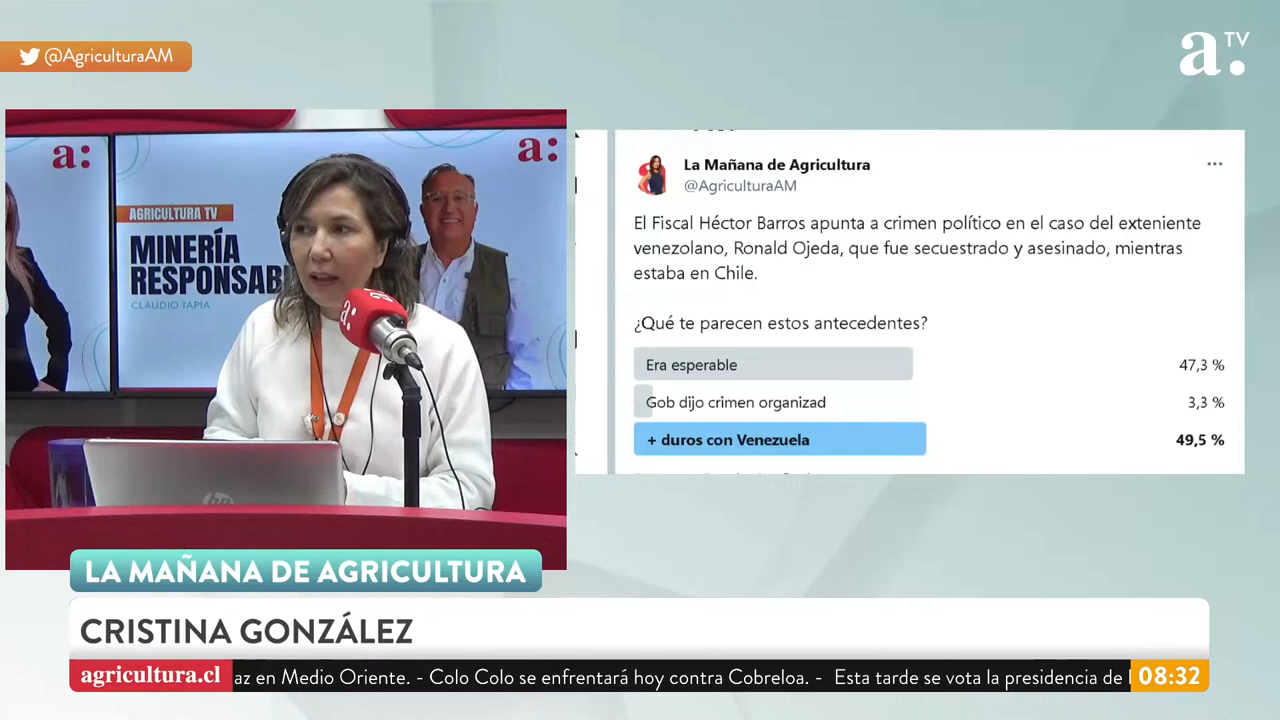 @AgriculturaAM
a. TV
a:
a:
AGRICULTURA TV
MINERÍA
RESPONSAB
CLAUDIO TAPIA
a:
hp
La Mañana de Agricultura
@AgriculturaAM
El Fiscal Héctor Barros apunta a crimen político en el caso del exteniente
venezolano, Ronald Ojeda, que fue secuestrado y asesinado, mientras
estaba en Chile.
¿Qué te parecen estos antecedentes?
Era esperable 47,3 %
Gob dijo crimen organizad 3,3 %
+ duros con Venezuela 49,5 %
LA MAÑANA DE AGRICULTURA
CRISTINA GONZÁLEZ
agricultura.cl az en Medio Oriente. - Colo Colo se enfrentará hoy contra Cobreloa. - Esta tarde se vota la presidencia de 08:32